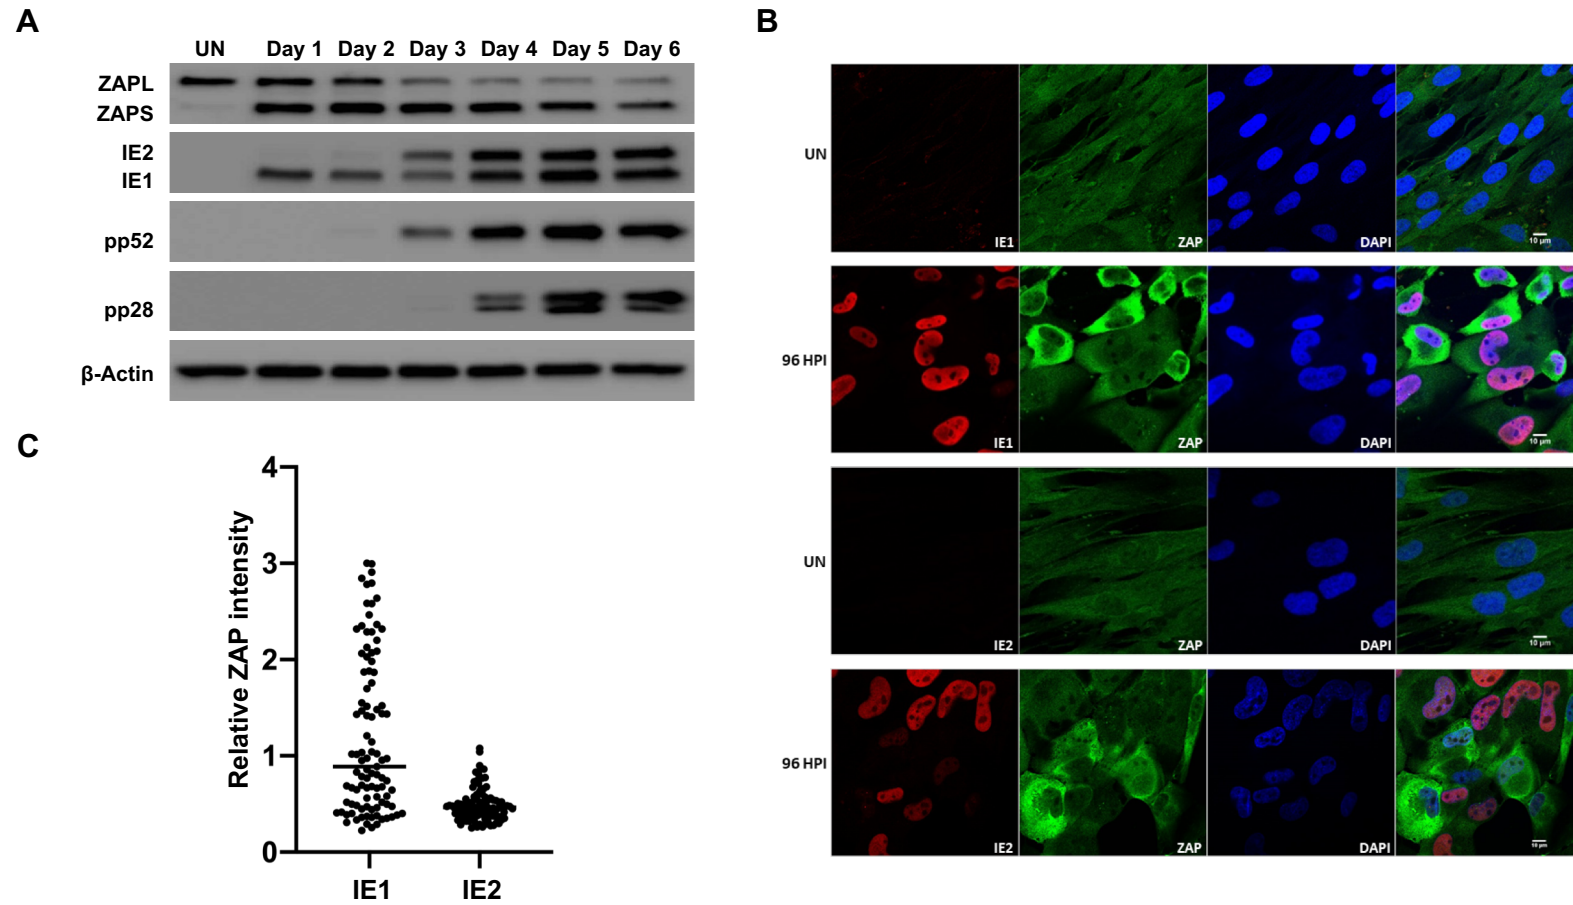 A
UN Day 1 Day 2 Day 3 Day 4 Day 5 Day 6
ZAPL
ZAPS
IE2
IE1
pp52
pp28
β-Actin
B
UN
IE1 ZAP DAPI 10 µm
96 HPI
IE1 ZAP DAPI 10 µm
UN
IE2 ZAP DAPI 10 µm
96 HPI
IE2 ZAP DAPI 10 µm
C
Relative ZAP intensity
4
3
2
1
0
IE1 IE2